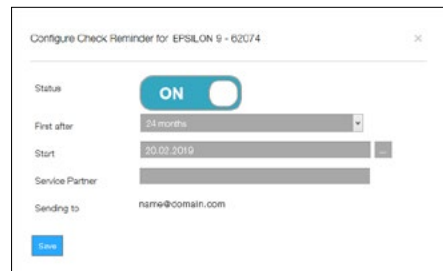 Configure Check Reminder for EPSILON 9 - 62074 ×
Status ON
First after 24 months
Start 20.02.2019 ...
Service Partner
Sending to name@domain.com
Save